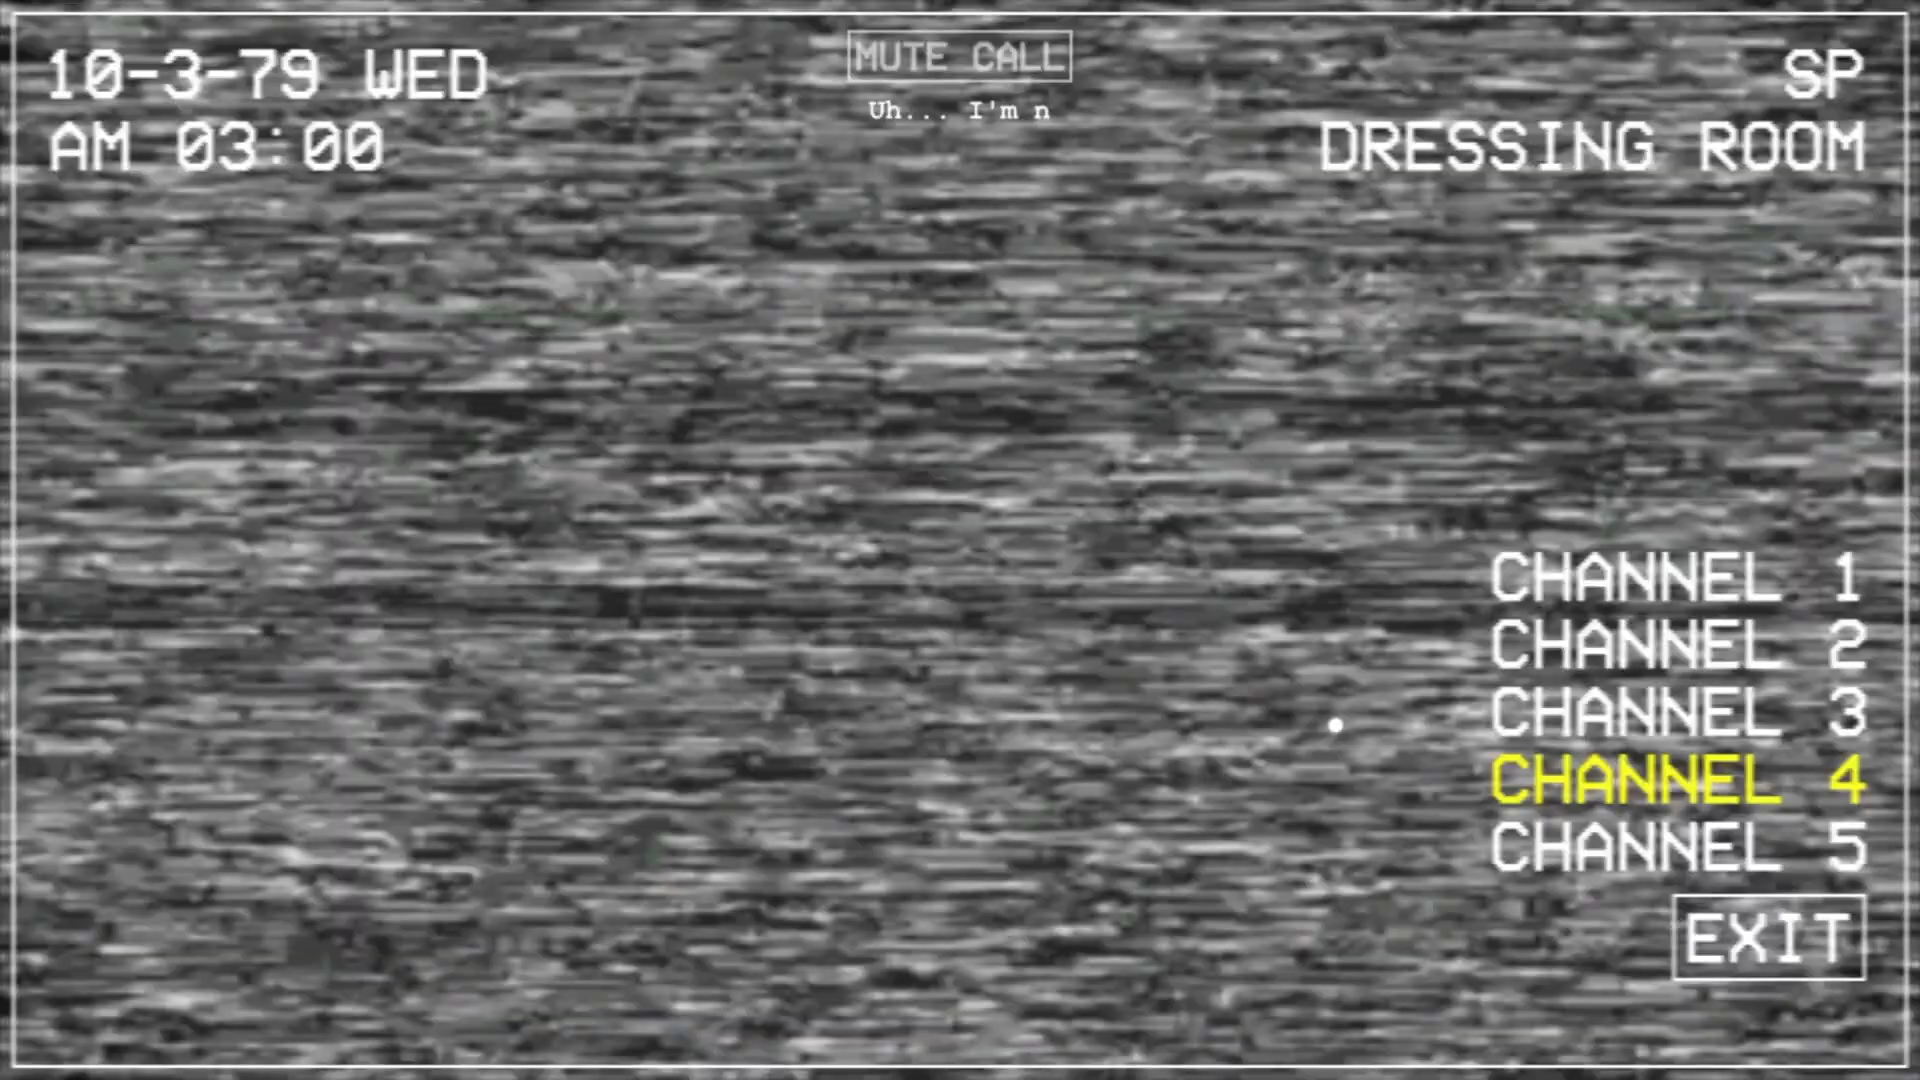 10-3-79 WED
AM 03:00
MUTE CALL
Uh... I'm n
SP
DRESSING ROOM
CHANNEL 1
CHANNEL 2
CHANNEL 3
CHANNEL 4
CHANNEL 5
EXIT